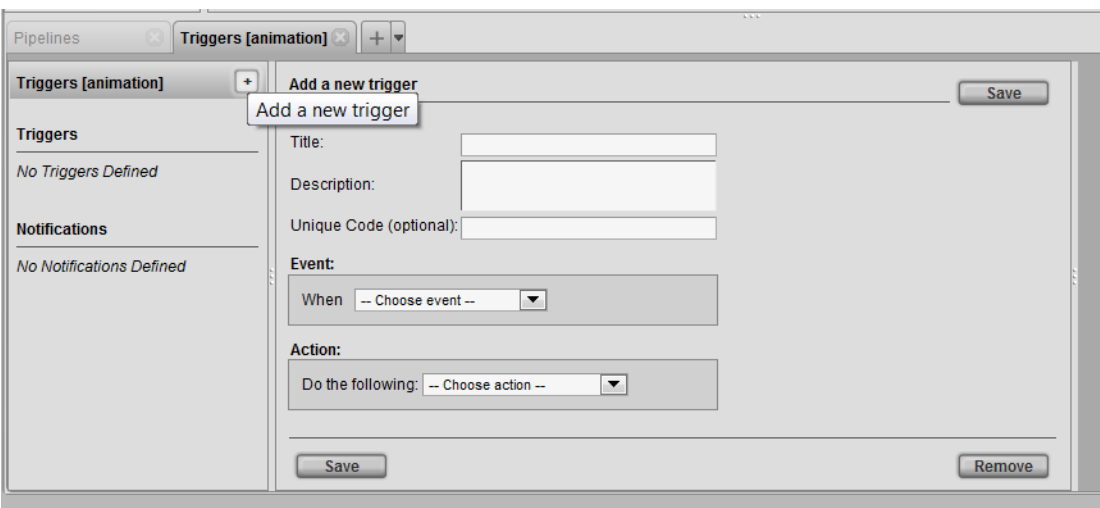 Pipelines
Triggers [animation]
Triggers [animation]
+
Add a new trigger
Triggers
No Triggers Defined
Notifications
No Notifications Defined
Add a new trigger
Save
Title:
Description:
Unique Code (optional):
Event:
When -- Choose event --
Action:
Do the following: -- Choose action --
Save
Remove